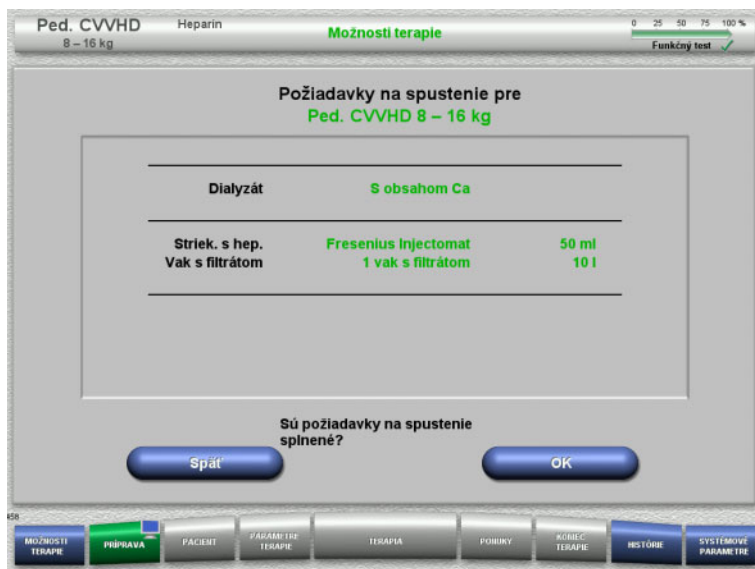 Ped. CVVHD
8 – 16 kg
Heparin
Možnosti terapie
0 25 50 75 100 %
Funkčný test
Požiadavky na spustenie pre
Ped. CVVHD 8 – 16 kg
Dialyzát S obsahom Ca
Striek. s hep. Fresenius Injectomat 50 ml
Vak s filtrátom 1 vak s filtrátom 10 l
Sú požiadavky na spustenie
splnené?
Späť OK
MOŽNOSTI
TERAPIE
PRÍPRAVA
PACIENT
PARAMETRE
TERAPIE
TERAPIA
PONUKY
KONIEC
TERAPIE
HISTÓRIE
SYSTÉMOVÉ
PARAMETRE